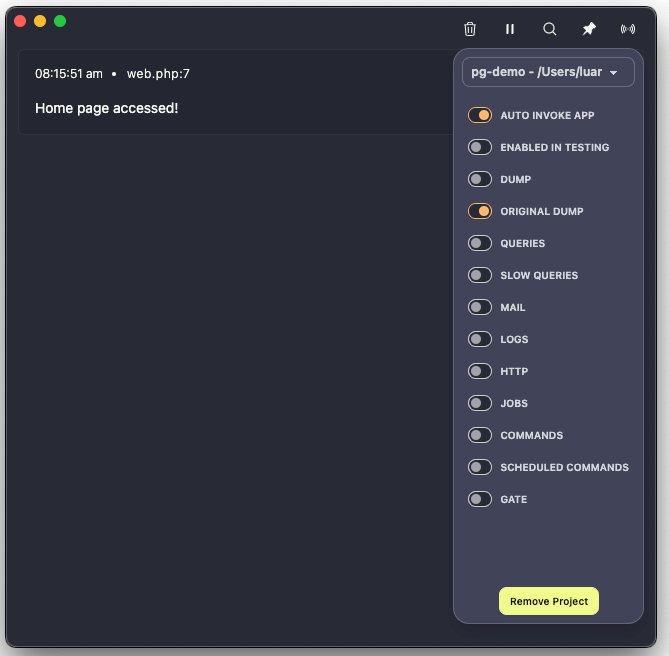 08:15:51 am • web.php:7
Home page accessed!
pg-demo - /Users/luar
AUTO INVOKE APP
ENABLED IN TESTING
DUMP
ORIGINAL DUMP
QUERIES
SLOW QUERIES
MAIL
LOGS
HTTP
JOBS
COMMANDS
SCHEDULED COMMANDS
GATE
Remove Project